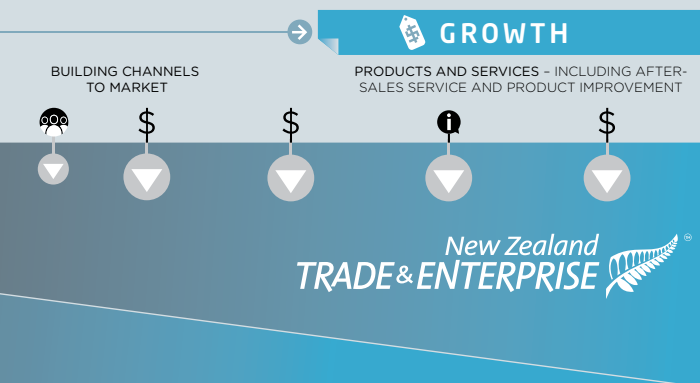 GROWTH
BUILDING CHANNELS
TO MARKET
PRODUCTS AND SERVICES – INCLUDING AFTER-
SALES SERVICE AND PRODUCT IMPROVEMENT
$ $ i $
New Zealand
TRADE & ENTERPRISE